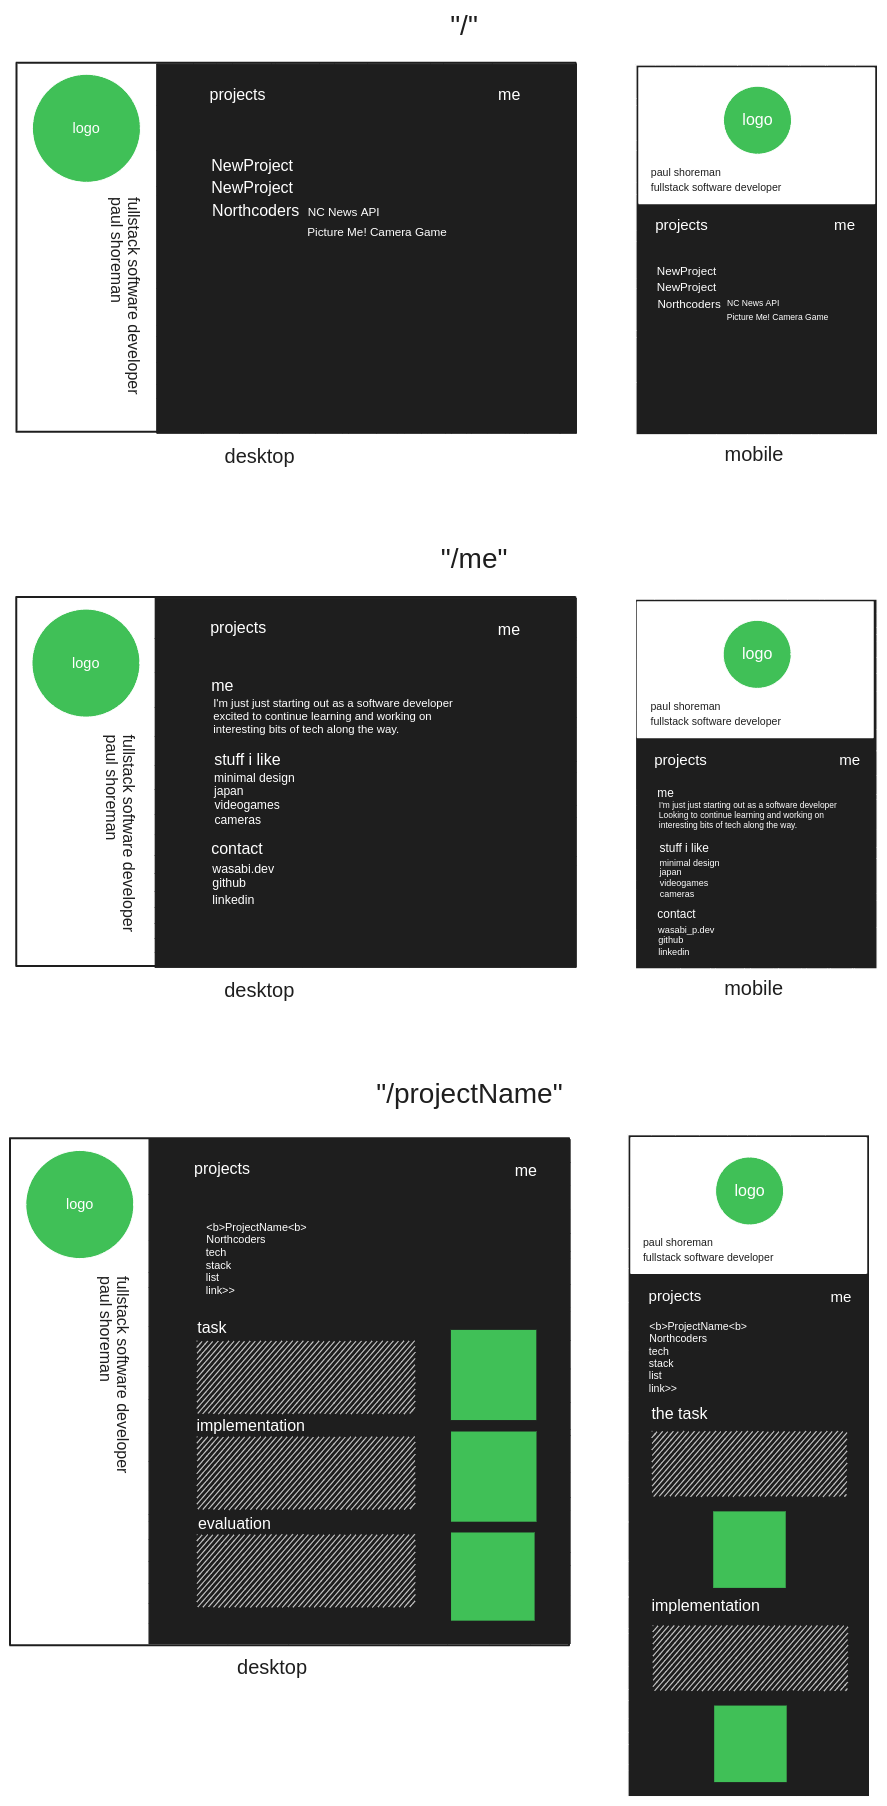 "/"
logo
fullstack software developer
paul shoreman
projects
me
NewProject
NewProject
Northcoders NC News API
Picture Me! Camera Game
desktop
logo
paul shoreman
fullstack software developer
projects
me
NewProject
NewProject
Northcoders NC News API
Picture Me! Camera Game
mobile
"/me"
logo
fullstack software developer
paul shoreman
projects
me
me
I'm just just starting out as a software developer
excited to continue learning and working on
interesting bits of tech along the way.
stuff i like
minimal design
japan
videogames
cameras
contact
wasabi.dev
github
linkedin
desktop
logo
paul shoreman
fullstack software developer
projects
me
me
I'm just just starting out as a software developer
Looking to continue learning and working on
interesting bits of tech along the way.
stuff i like
minimal design
japan
videogames
cameras
contact
wasabi_p.dev
github
linkedin
mobile
"/projectName"
logo
fullstack software developer
paul shoreman
projects
me
<b>ProjectName<b>
Northcoders
tech
stack
list
link>>
task
implementation
evaluation
desktop
logo
paul shoreman
fullstack software developer
projects
me
<b>ProjectName<b>
Northcoders
tech
stack
list
link>>
the task
implementation